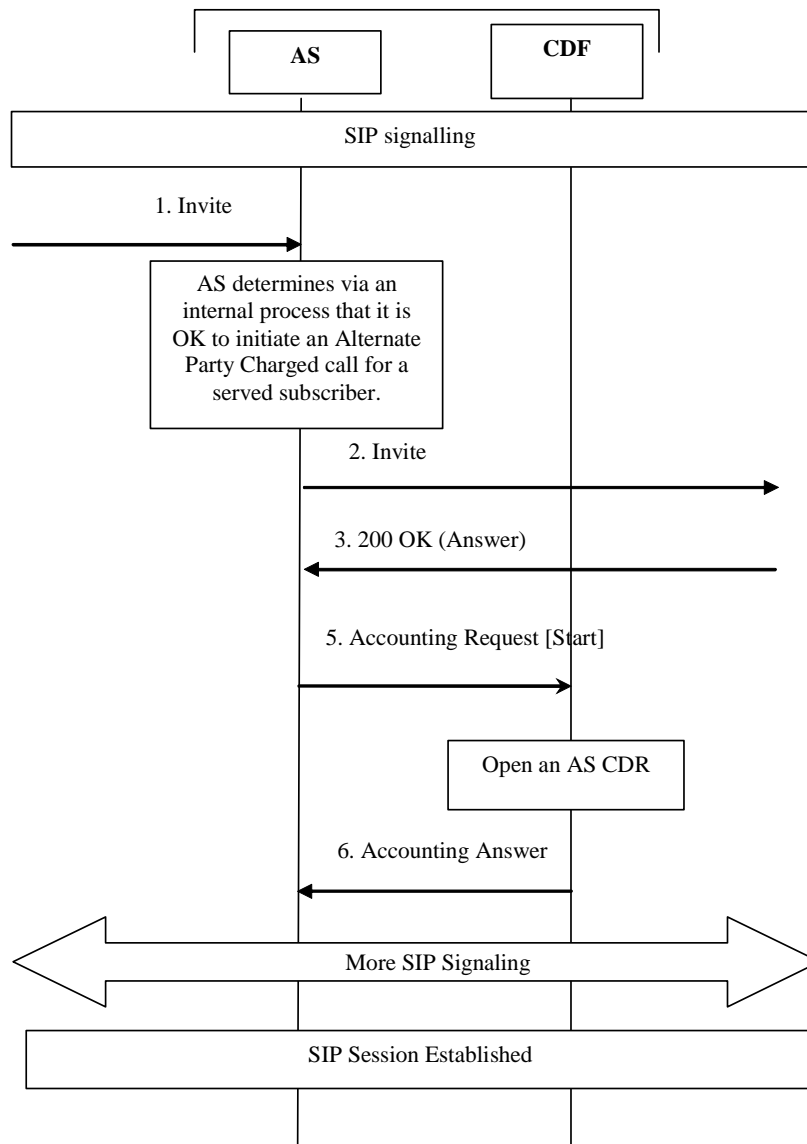 AS
CDF
SIP signalling
1. Invite
AS determines via an
internal process that it is
OK to initiate an Alternate
Party Charged call for a
served subscriber.
2. Invite
3. 200 OK (Answer)
5. Accounting Request [Start]
Open an AS CDR
6. Accounting Answer
More SIP Signaling
SIP Session Established